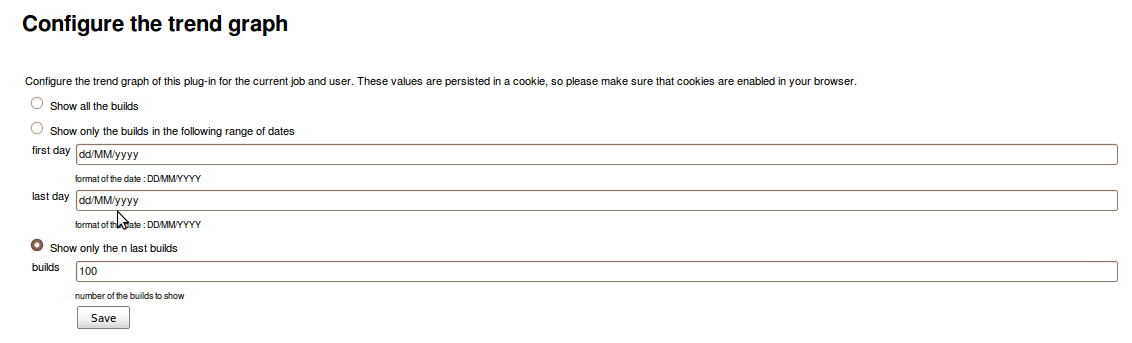 Configure the trend graph
Configure the trend graph of this plug-in for the current job and user. These values are persisted in a cookie, so please make sure that cookies are enabled in your browser.
Show all the builds
Show only the builds in the following range of dates
first day dd/MM/yyyy
format of the date : DD/MM/YYYY
last day dd/MM/yyyy
format of the date : DD/MM/YYYY
Show only the n last builds
builds 100
number of the builds to show
Save